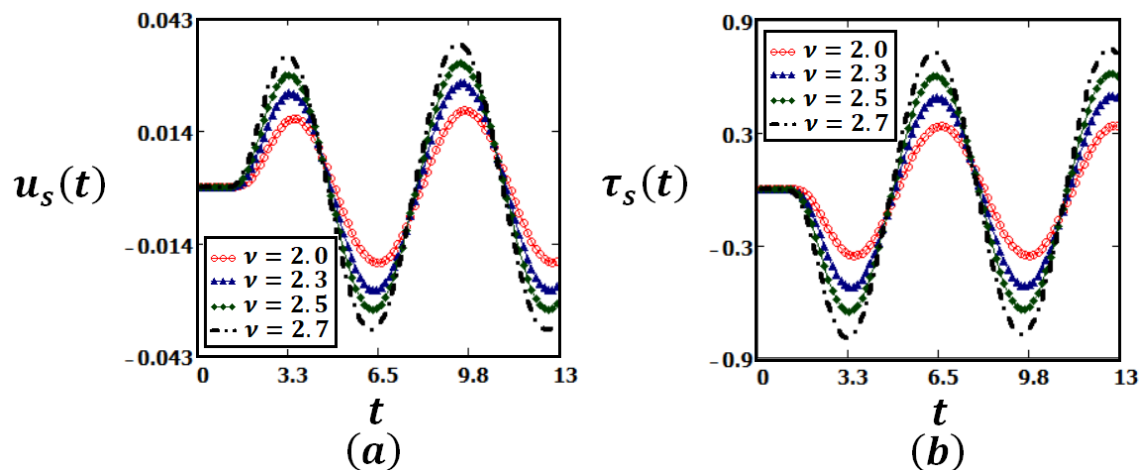 0.043
0.014
-0.014
-0.043
u_s(t)
ν = 2.0
ν = 2.3
ν = 2.5
ν = 2.7
0 3.3 6.5 9.8 13
t
(a)
0.9
0.3
-0.3
-0.9
τ_s(t)
ν = 2.0
ν = 2.3
ν = 2.5
ν = 2.7
0 3.3 6.5 9.8 13
t
(b)